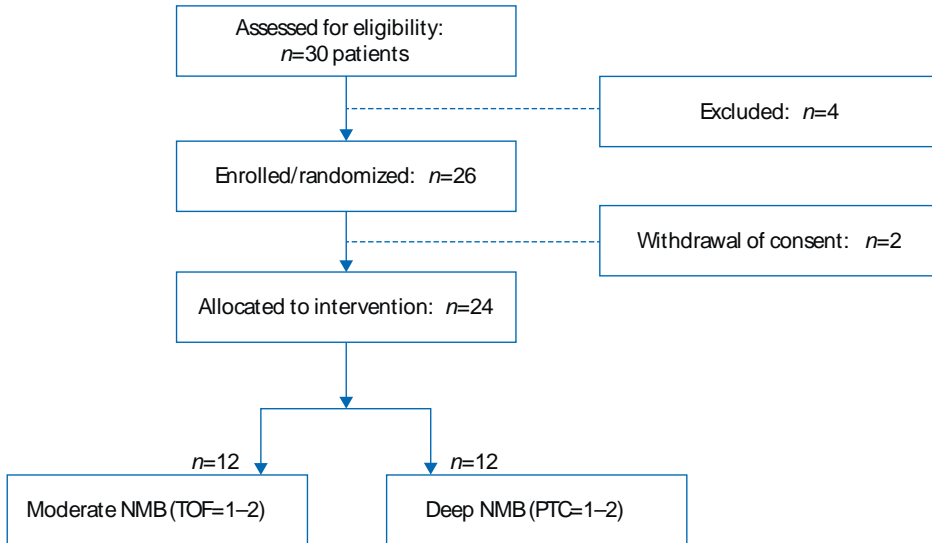 Assessed for eligibility:
n=30 patients
Excluded: n=4
Enrolled/randomized: n=26
Withdrawal of consent: n=2
Allocated to intervention: n=24
n=12
n=12
Moderate NMB (TOF=1–2)
Deep NMB (PTC=1–2)